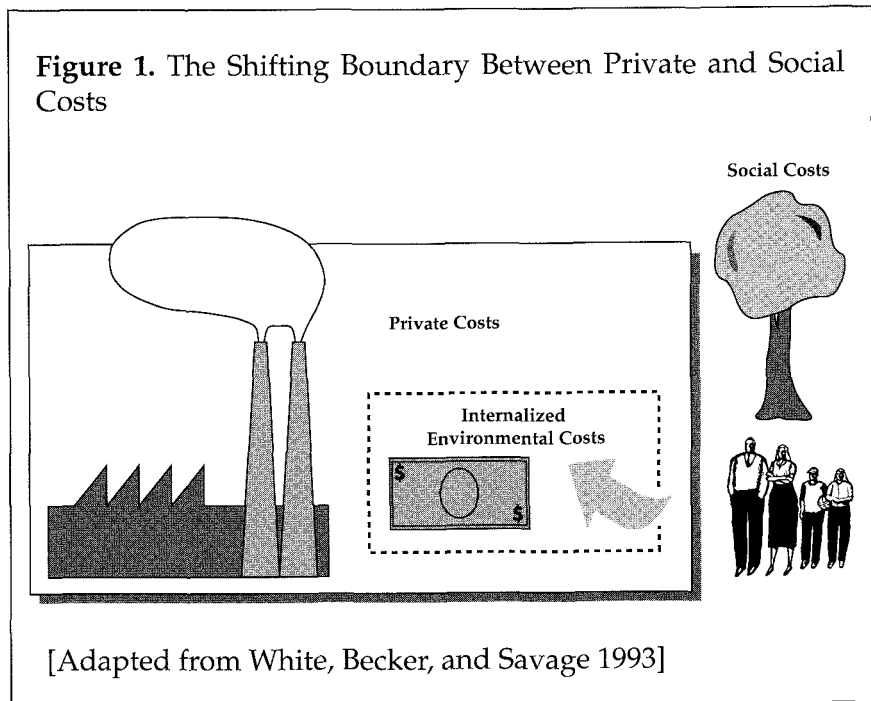 Figure 1. The Shifting Boundary Between Private and Social
Costs
Social Costs
Private Costs
Internalized
Environmental Costs
$
$
[Adapted from White, Becker, and Savage 1993]